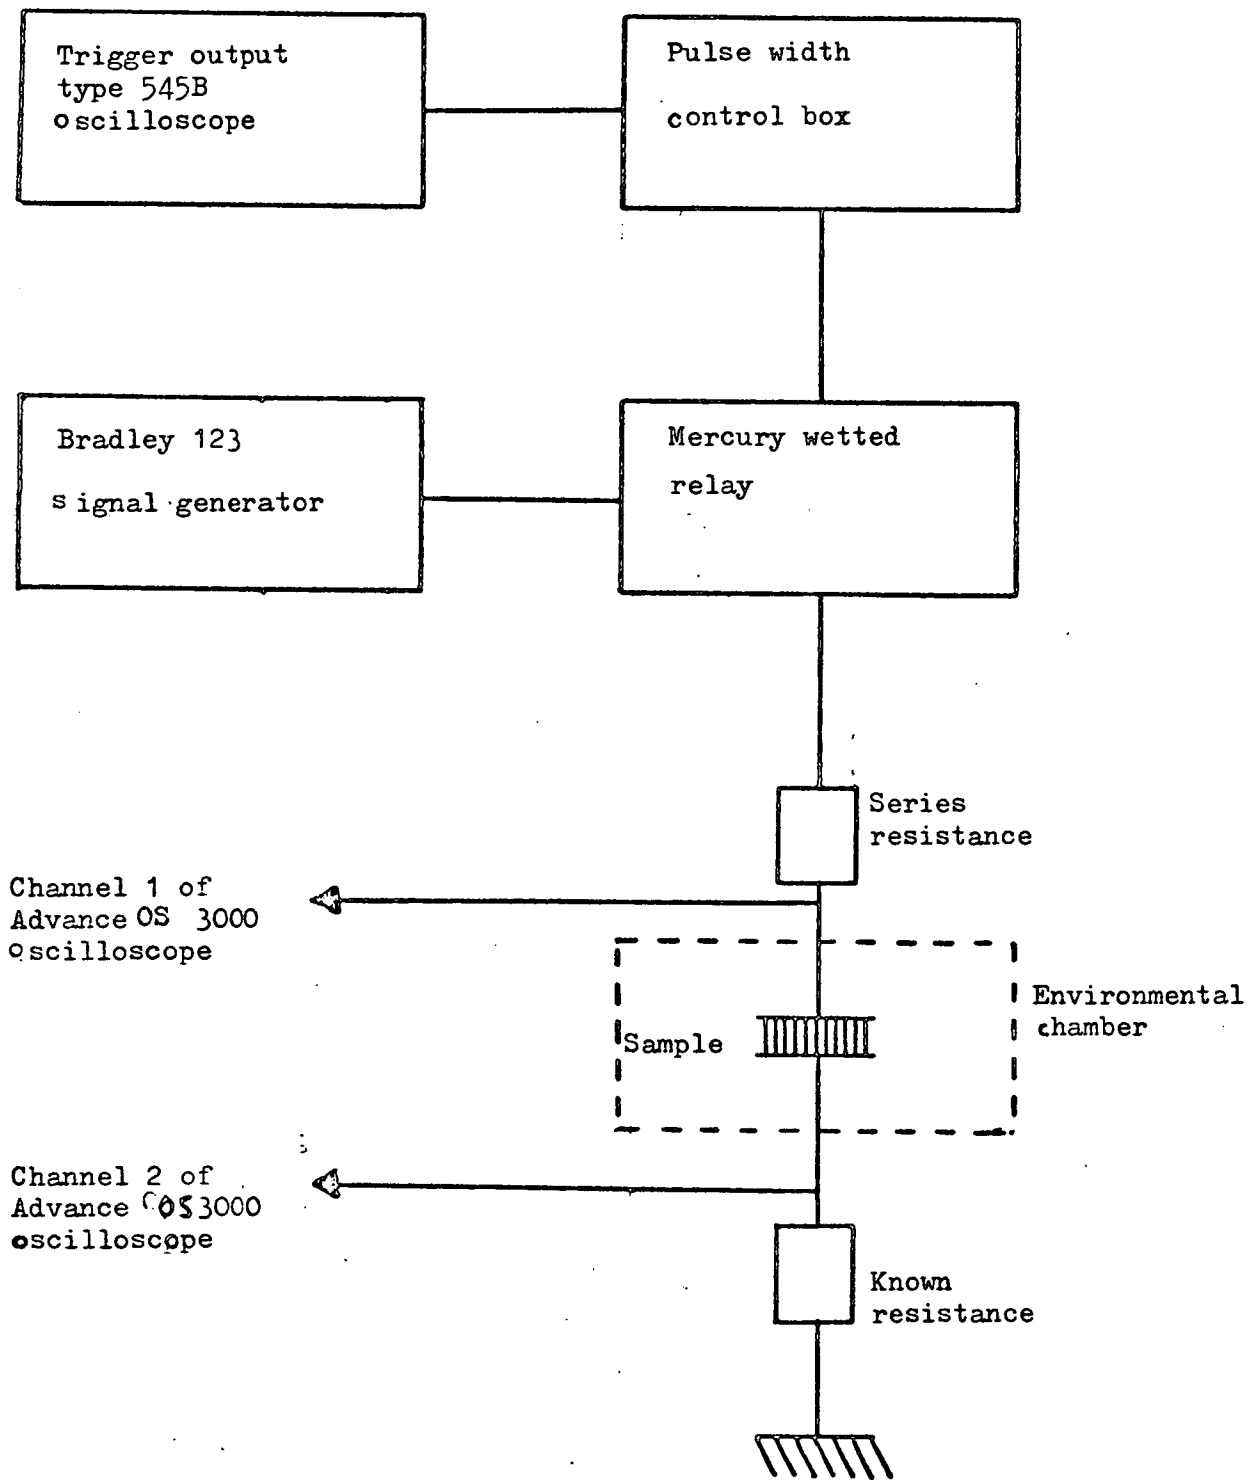 Trigger output
type 545B
oscilloscope
Pulse width
control box
Bradley 123
signal generator
Mercury wetted
relay
Series
resistance
Channel 1 of
Advance OS 3000
oscilloscope
Environmental
chamber
Sample
Channel 2 of
Advance OS3000
oscilloscope
Known
resistance